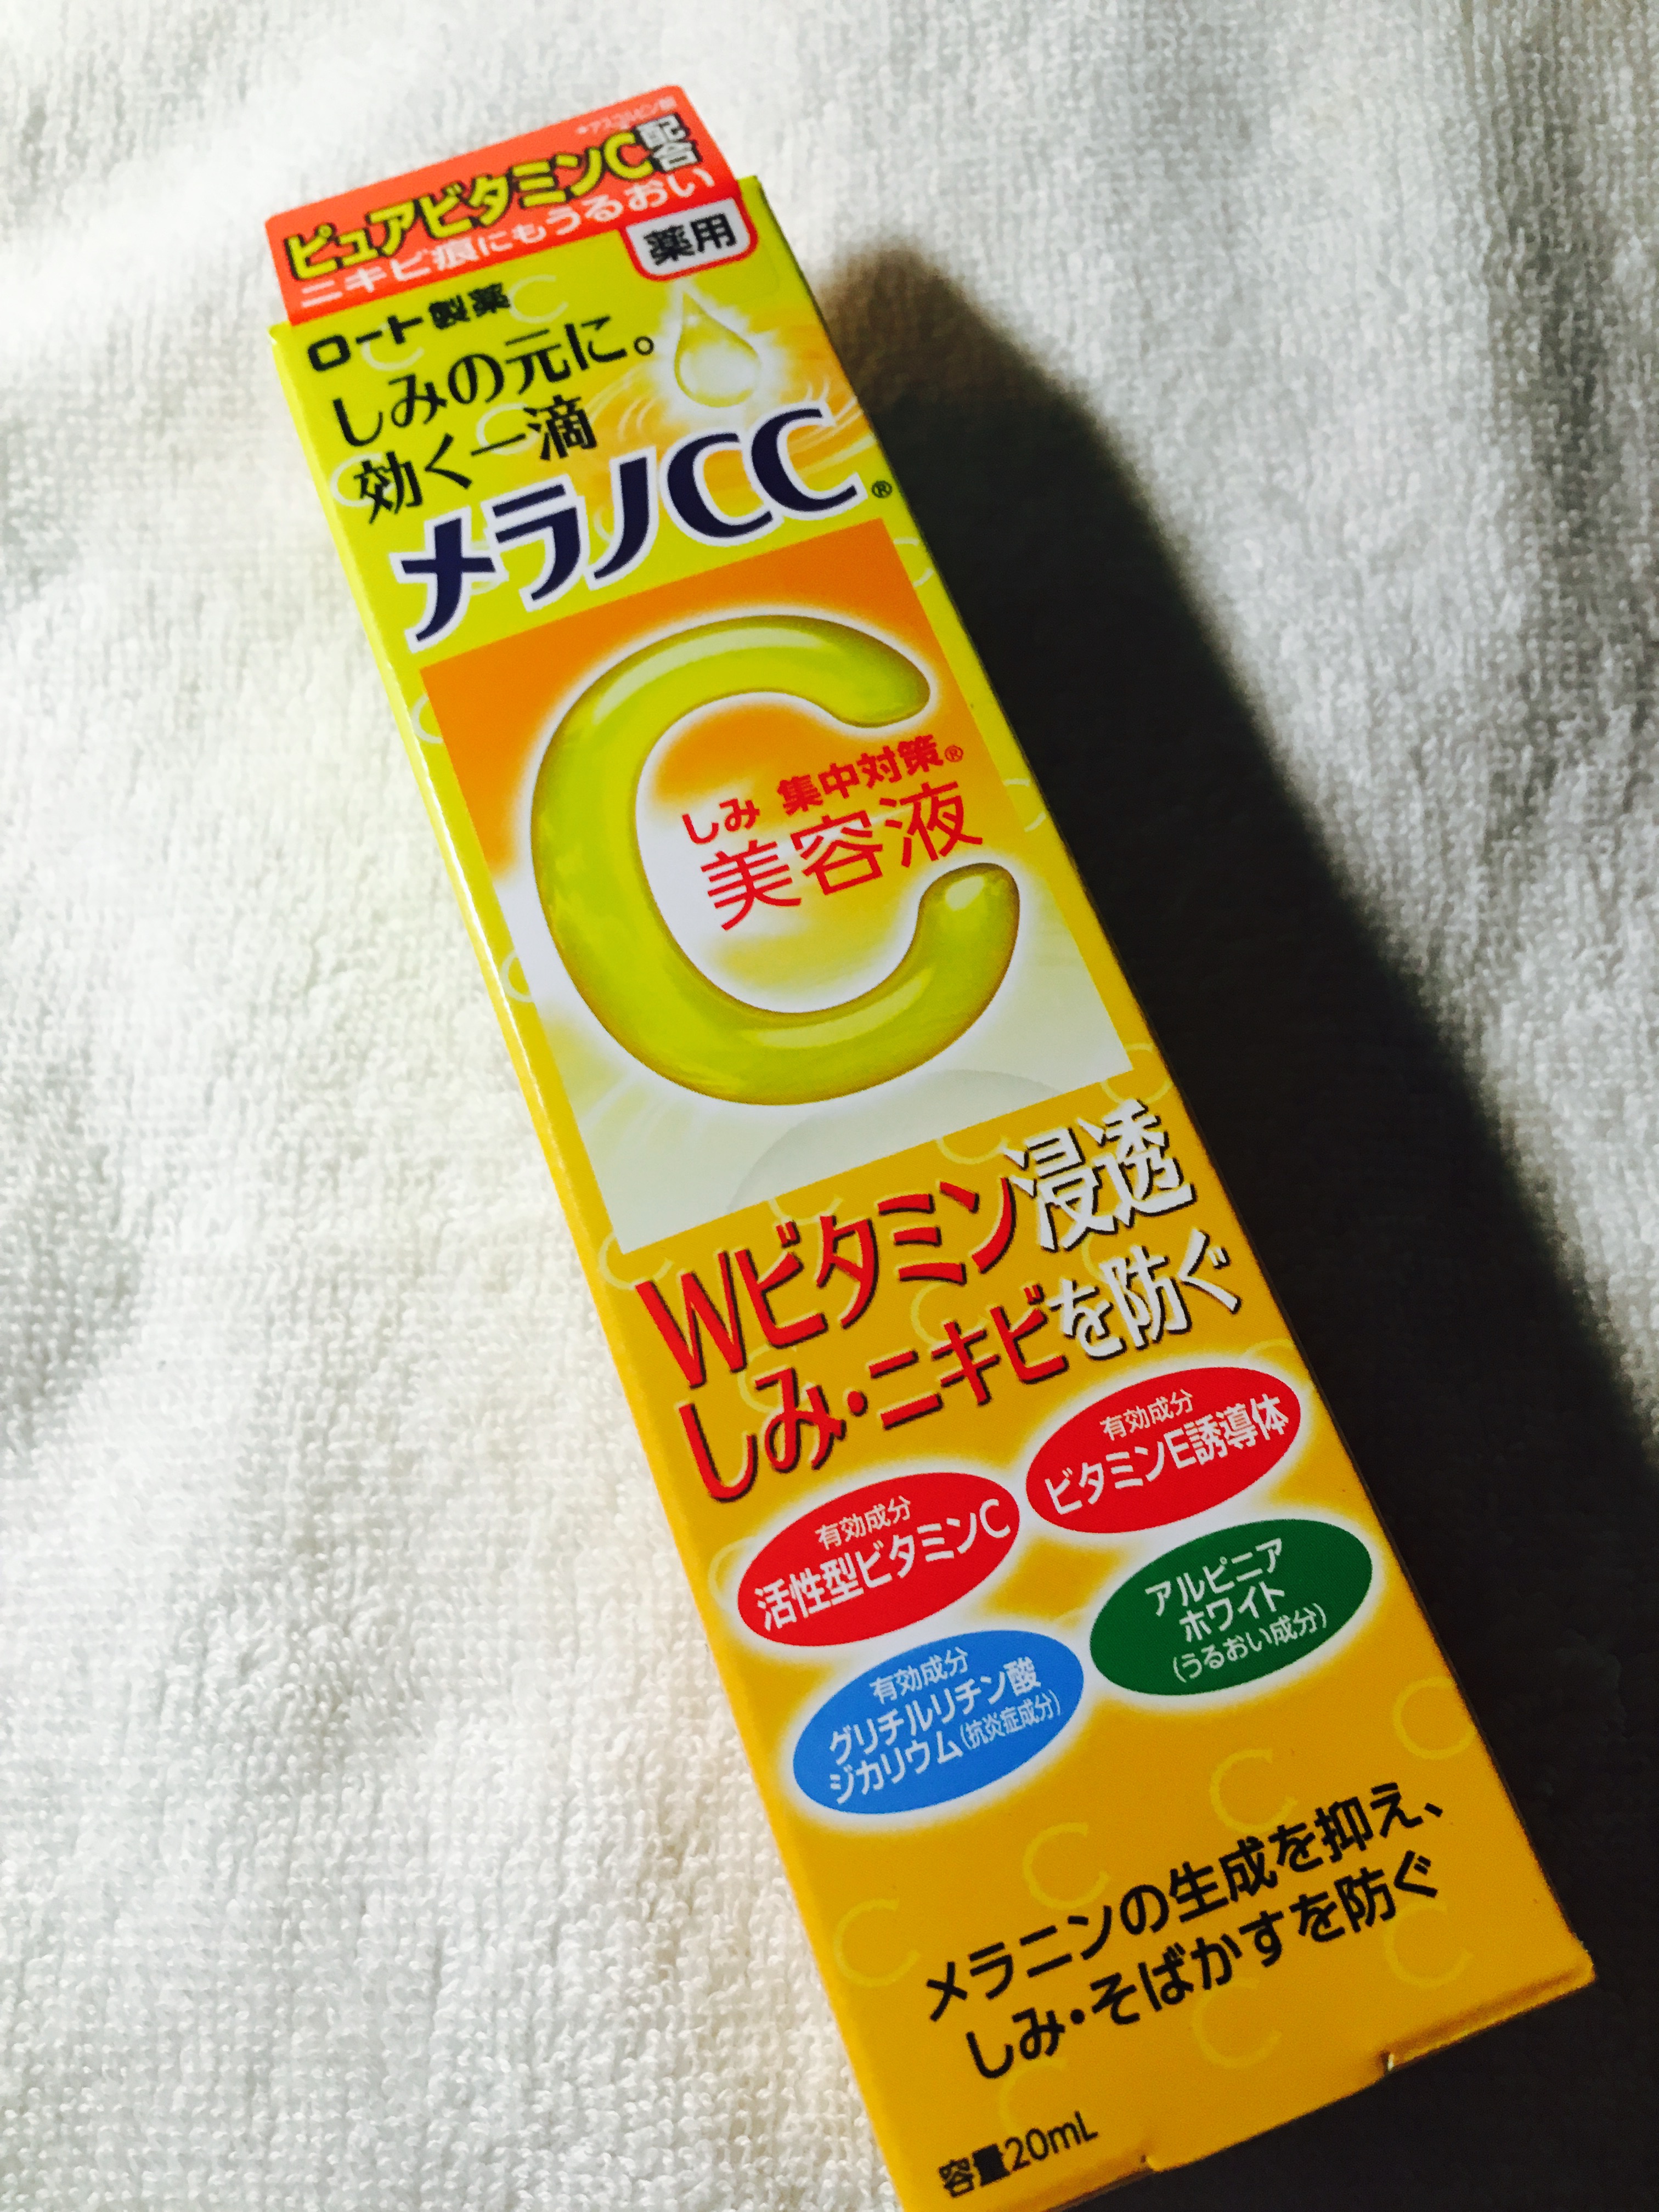 *アスコルビン酸
ピュアビタミンC配合
ニキビ痕にもうるおい
薬用
ロート製薬
しみの元に。
効く一滴
メラノCC®
しみ 集中対策®
美容液
Wビタミン浸透
しみ・ニキビを防ぐ
有効成分
活性型ビタミンC
有効成分
ビタミンE誘導体
有効成分
グリチルリチン酸
ジカリウム(抗炎症成分)
アルピニア
ホワイト
(うるおい成分)
メラニンの生成を抑え、
しみ・そばかすを防ぐ
容量20mL